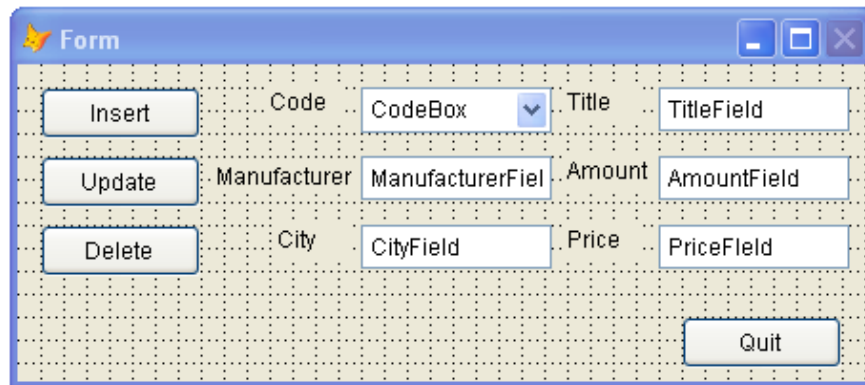 Form
Insert Code CodeBox Title TitleField
Update Manufacturer ManufacturerFiel Amount AmountField
Delete City CityField Price PriceFIeld
Quit